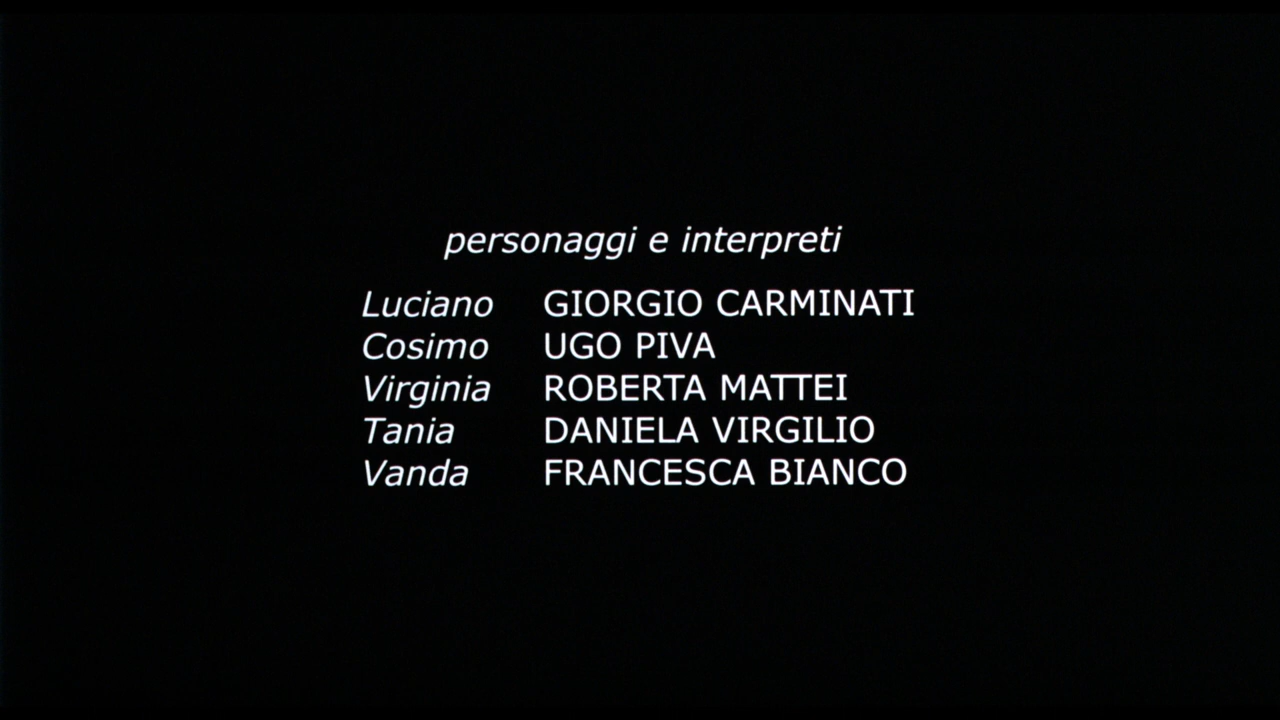 personaggi e interpreti
Luciano GIORGIO CARMINATI
Cosimo UGO PIVA
Virginia ROBERTA MATTEI
Tania DANIELA VIRGILIO
Vanda FRANCESCA BIANCO